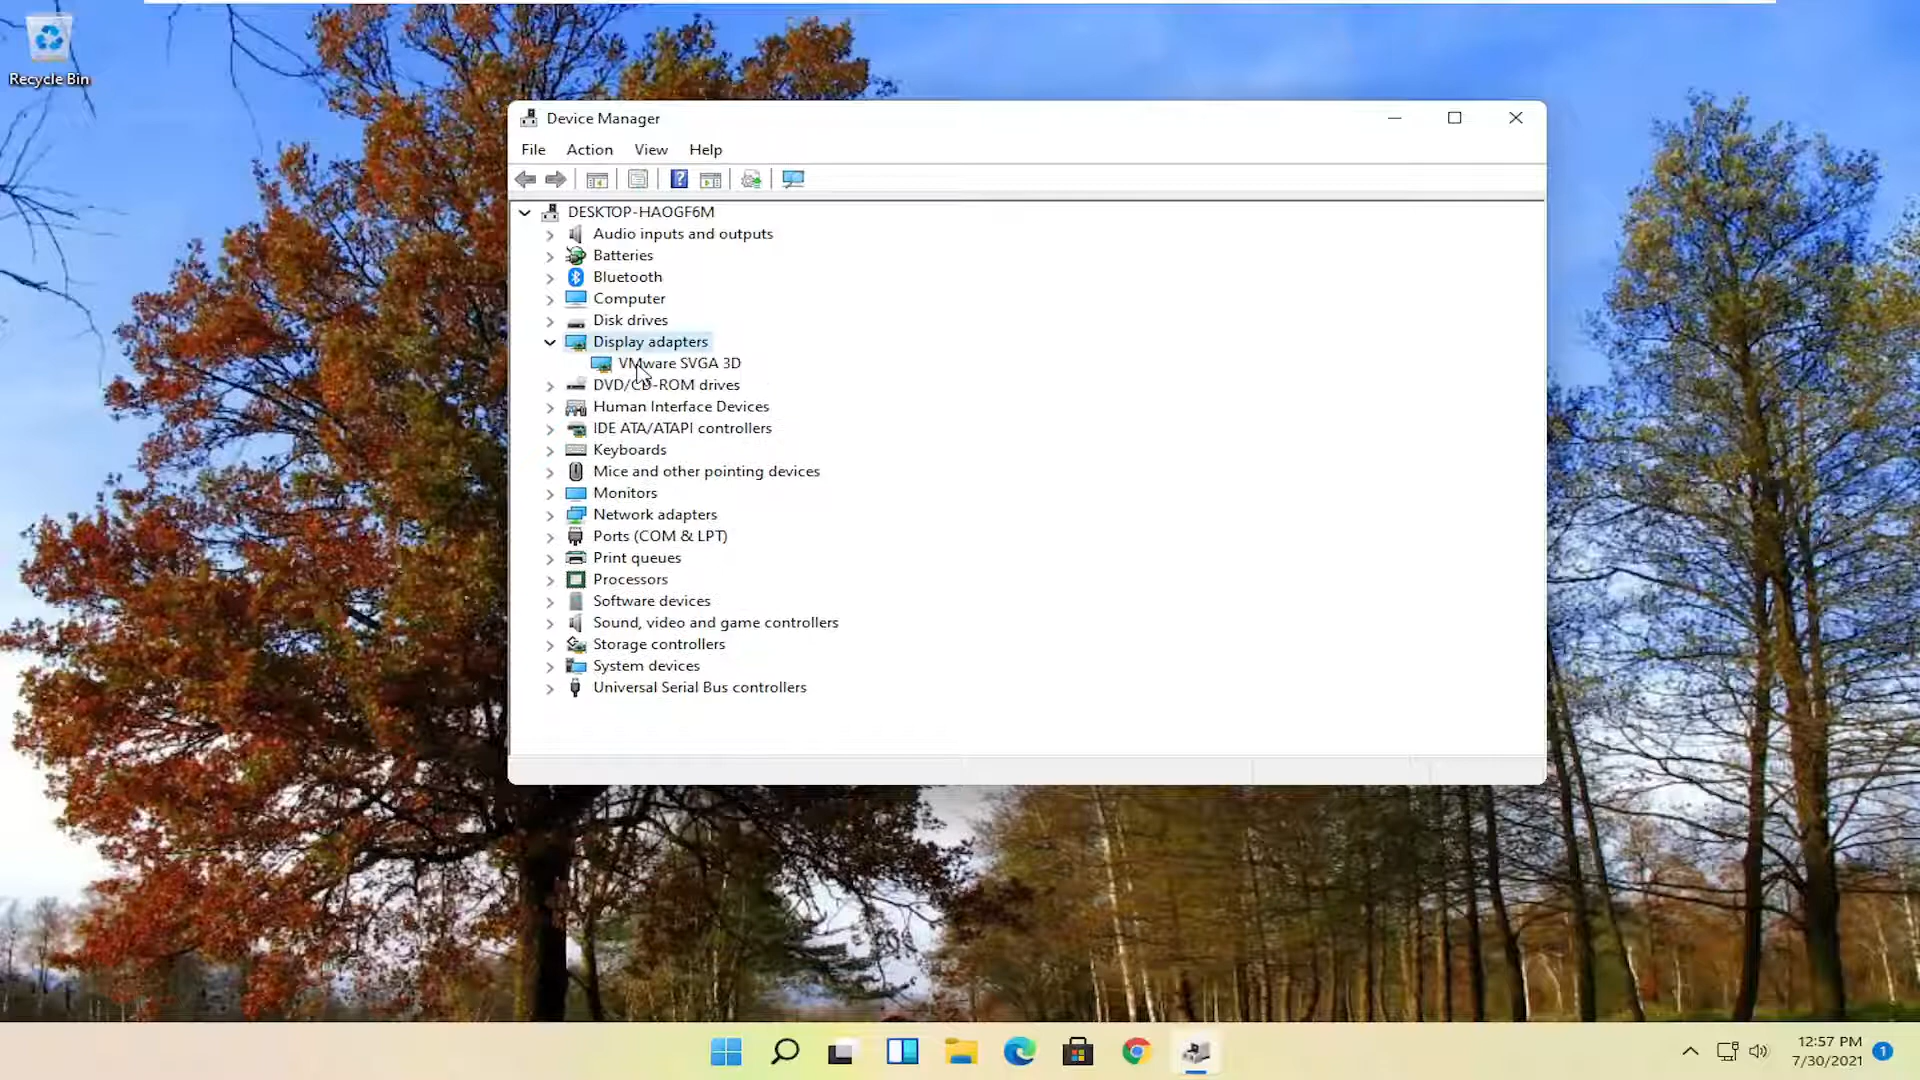 Recycle Bin
Device Manager
File Action View Help
DESKTOP-HAOGF6M
Audio inputs and outputs
Batteries
Bluetooth
Computer
Disk drives
Display adapters
VMware SVGA 3D
DVD/CD-ROM drives
Human Interface Devices
IDE ATA/ATAPI controllers
Keyboards
Mice and other pointing devices
Monitors
Network adapters
Ports (COM & LPT)
Print queues
Processors
Software devices
Sound, video and game controllers
Storage controllers
System devices
Universal Serial Bus controllers
12:57 PM
7/30/2021
1